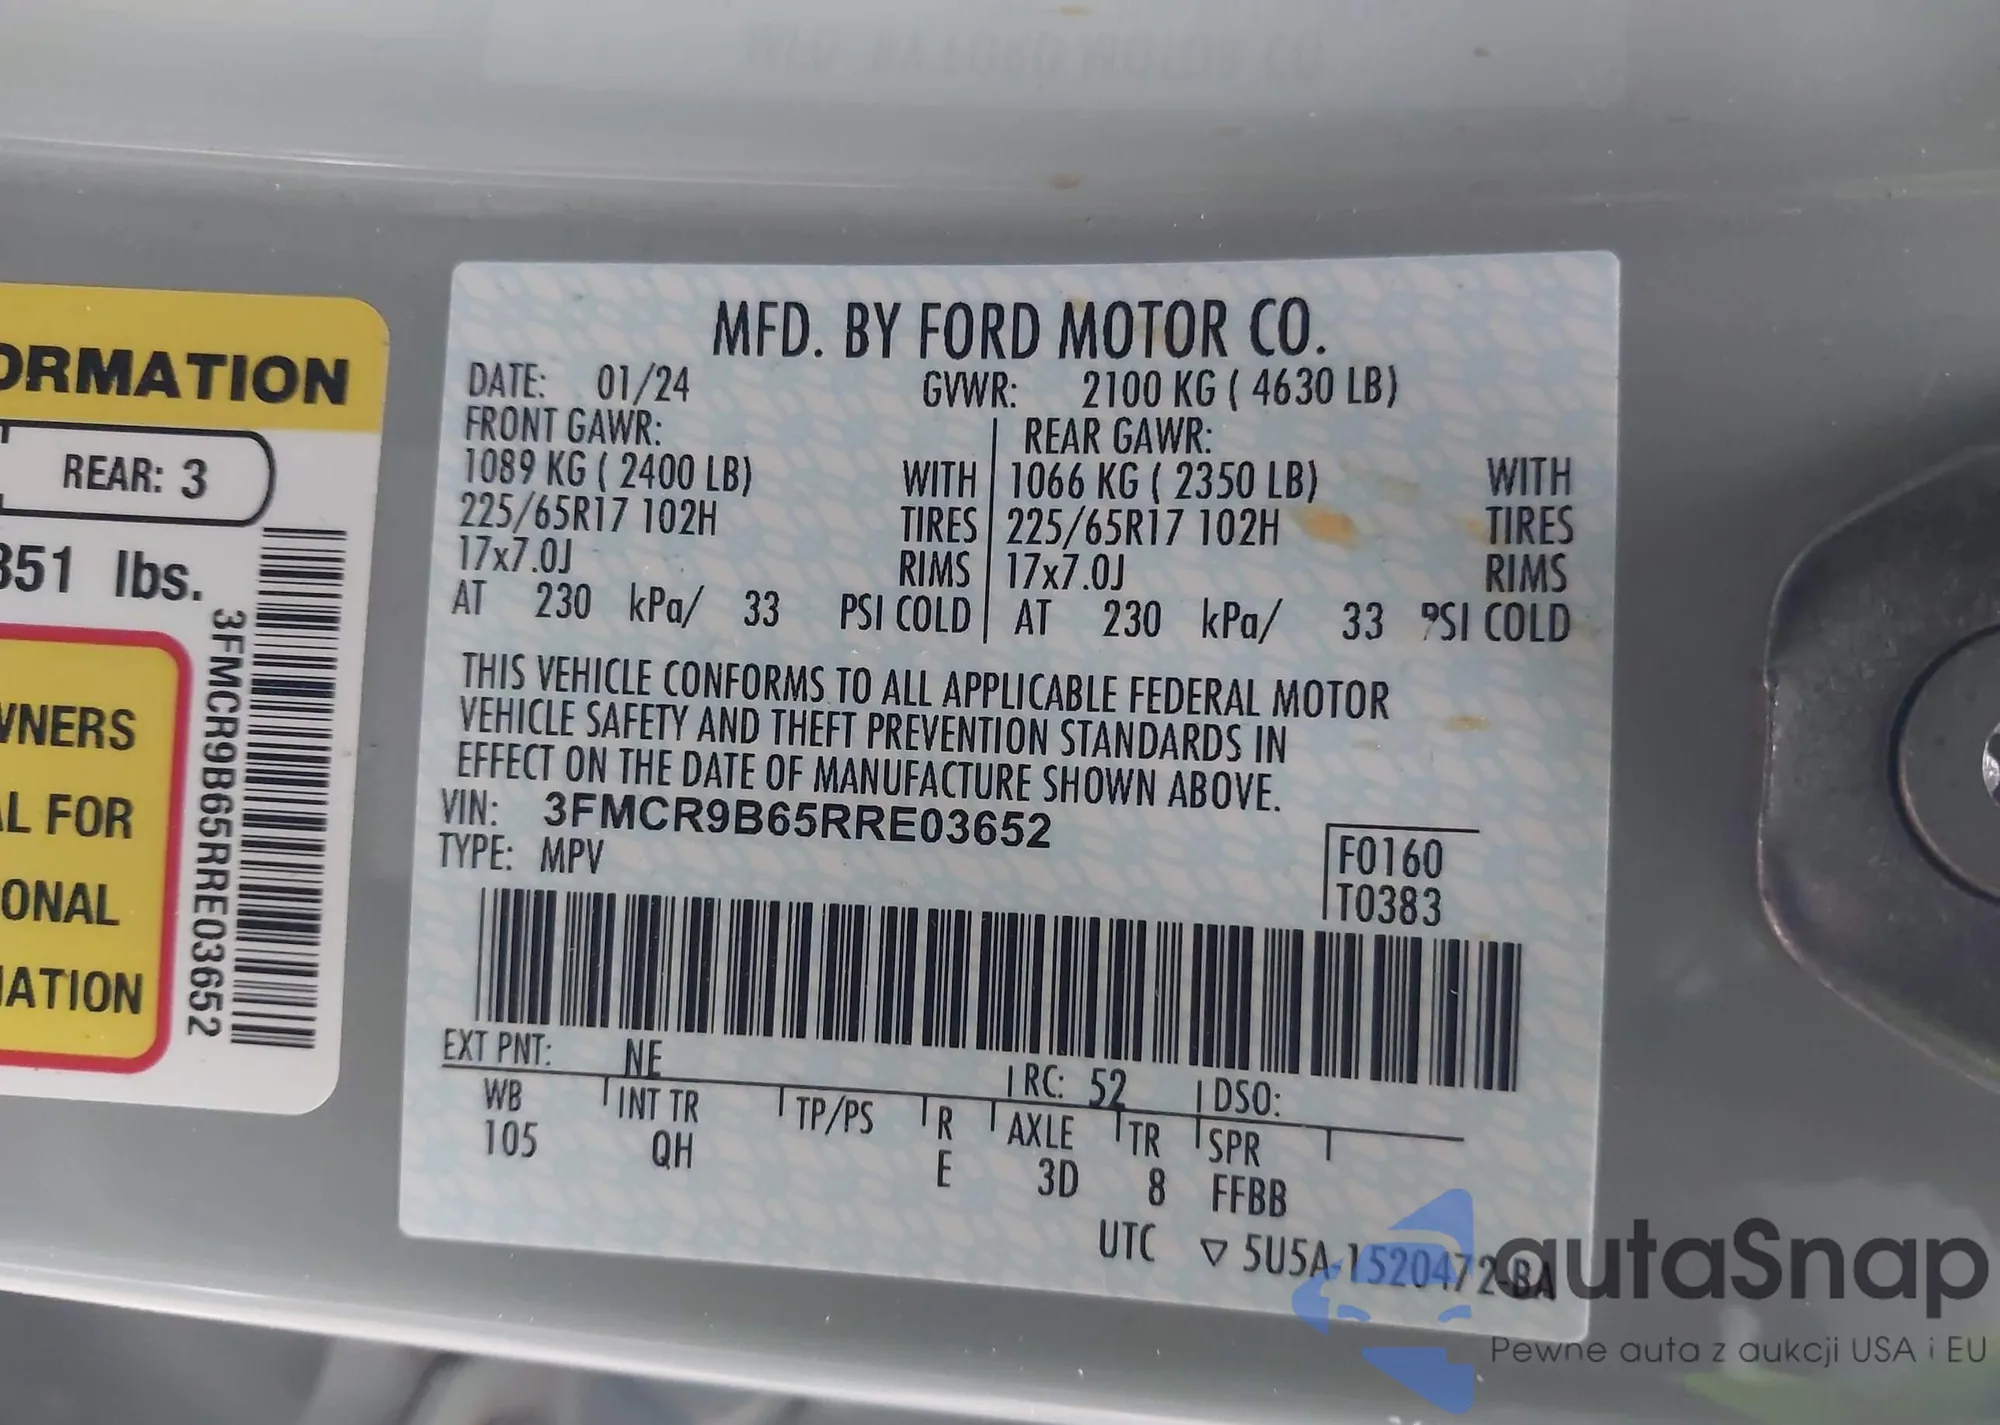 ORMATION
REAR: 3
351 lbs.
WNERS
AL FOR
ONAL
MATION
3FMCR9B65RRE03652
MFD. BY FORD MOTOR CO.
DATE: 01/24 GVWR: 2100 KG ( 4630 LB)
FRONT GAWR: REAR GAWR:
1089 KG ( 2400 LB) WITH 1066 KG ( 2350 LB) WITH
225/65R17 102H TIRES 225/65R17 102H TIRES
17x7.0J RIMS 17x7.0J RIMS
AT 230 kPa/ 33 PSI COLD AT 230 kPa/ 33 PSI COLD
THIS VEHICLE CONFORMS TO ALL APPLICABLE FEDERAL MOTOR
VEHICLE SAFETY AND THEFT PREVENTION STANDARDS IN
EFFECT ON THE DATE OF MANUFACTURE SHOWN ABOVE.
VIN: 3FMCR9B65RRE03652
TYPE: MPV
F0160
T0383
EXT PNT: NE RC: 52 DSO:
WB INT TR TP/PS R AXLE TR SPR
105 QH E 3D 8 FFBB
UTC ▽ 5U5A-1520472-BA
autaSnap
Pewne auta z aukcji USA i EU